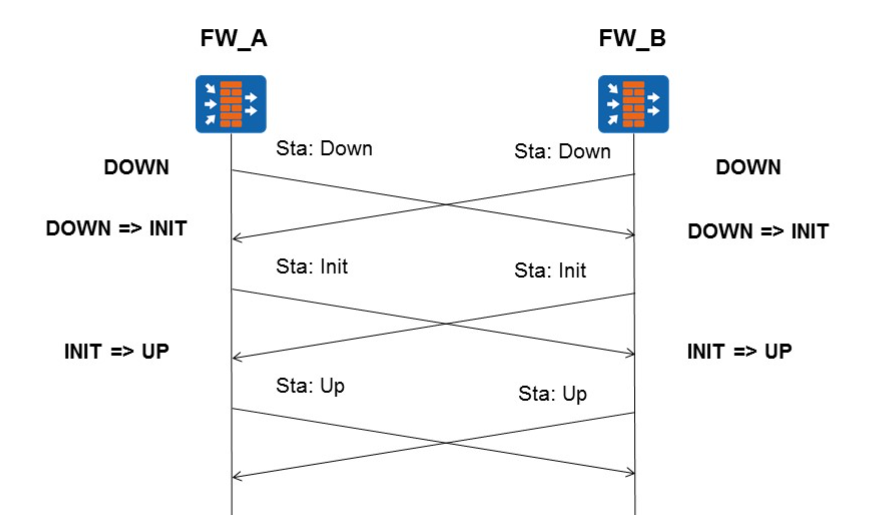 FW_A
FW_B
Sta: Down
Sta: Down
DOWN
DOWN
DOWN => INIT
DOWN => INIT
Sta: Init
Sta: Init
INIT => UP
INIT => UP
Sta: Up
Sta: Up